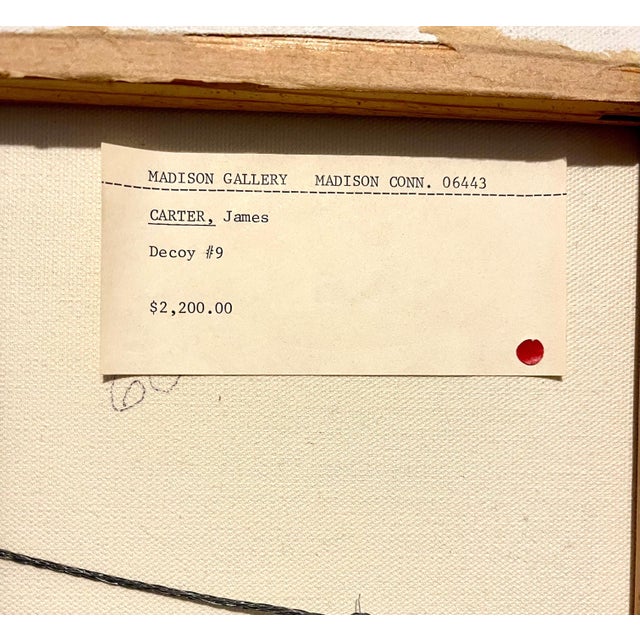 MADISON GALLERY MADISON CONN. 06443
CARTER, James
Decoy #9
$2,200.00